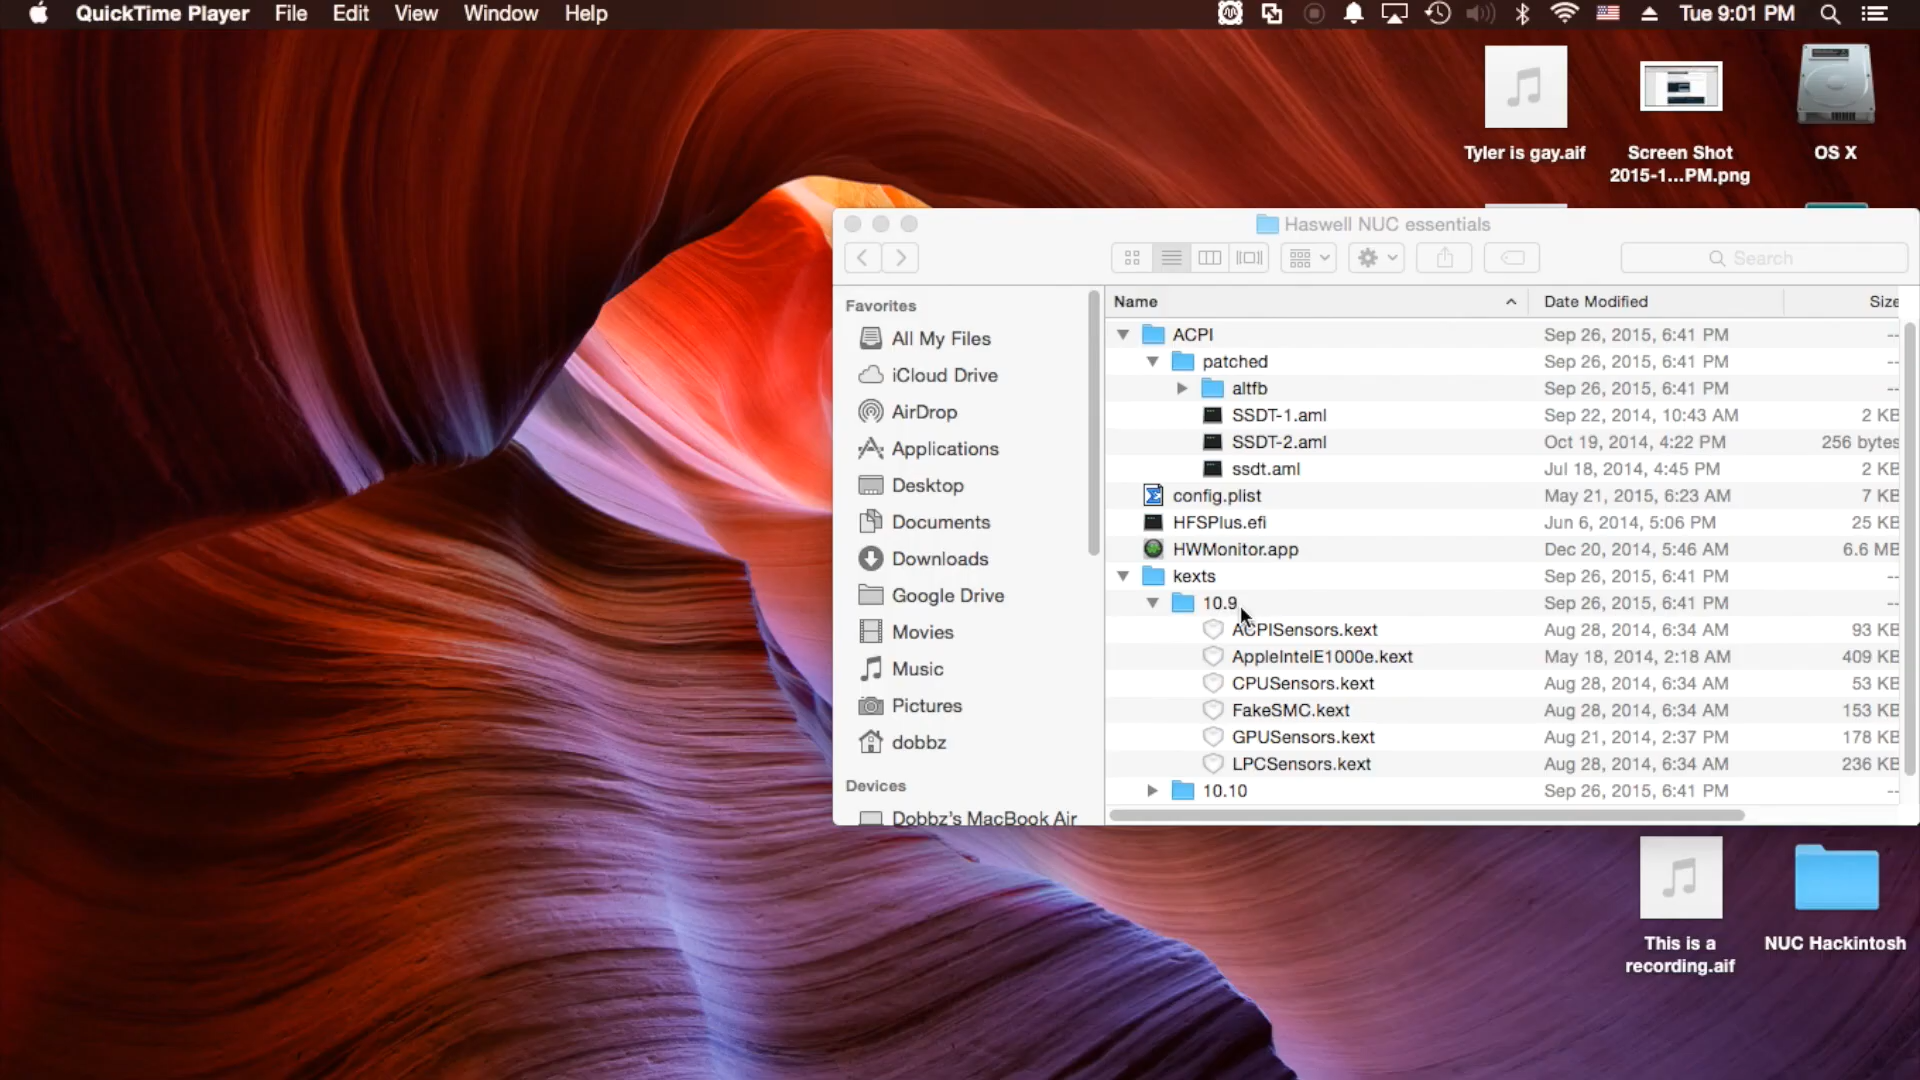 QuickTime Player File Edit View Window Help Tue 9:01 PM
Tyler is gay.aif
Screen Shot
2015-1...PM.png
OS X
Haswell NUC essentials
Search
Favorites
All My Files
iCloud Drive
AirDrop
Applications
Desktop
Documents
Downloads
Google Drive
Movies
Music
Pictures
dobbz
Devices
Dobbz's MacBook Air
Name Date Modified Size
ACPI Sep 26, 2015, 6:41 PM --
patched Sep 26, 2015, 6:41 PM --
altfb Sep 26, 2015, 6:41 PM --
SSDT-1.aml Sep 22, 2014, 10:43 AM 2 KB
SSDT-2.aml Oct 19, 2014, 4:22 PM 256 bytes
ssdt.aml Jul 18, 2014, 4:45 PM 2 KB
config.plist May 21, 2015, 6:23 AM 7 KB
HFSPlus.efi Jun 6, 2014, 5:06 PM 25 KB
HWMonitor.app Dec 20, 2014, 5:46 AM 6.6 MB
kexts Sep 26, 2015, 6:41 PM --
10.9 Sep 26, 2015, 6:41 PM --
ACPISensors.kext Aug 28, 2014, 6:34 AM 93 KB
AppleIntelE1000e.kext May 18, 2014, 2:18 AM 409 KB
CPUSensors.kext Aug 28, 2014, 6:34 AM 53 KB
FakeSMC.kext Aug 28, 2014, 6:34 AM 153 KB
GPUSensors.kext Aug 21, 2014, 2:37 PM 178 KB
LPCSensors.kext Aug 28, 2014, 6:34 AM 236 KB
10.10 Sep 26, 2015, 6:41 PM --
This is a
recording.aif
NUC Hackintosh